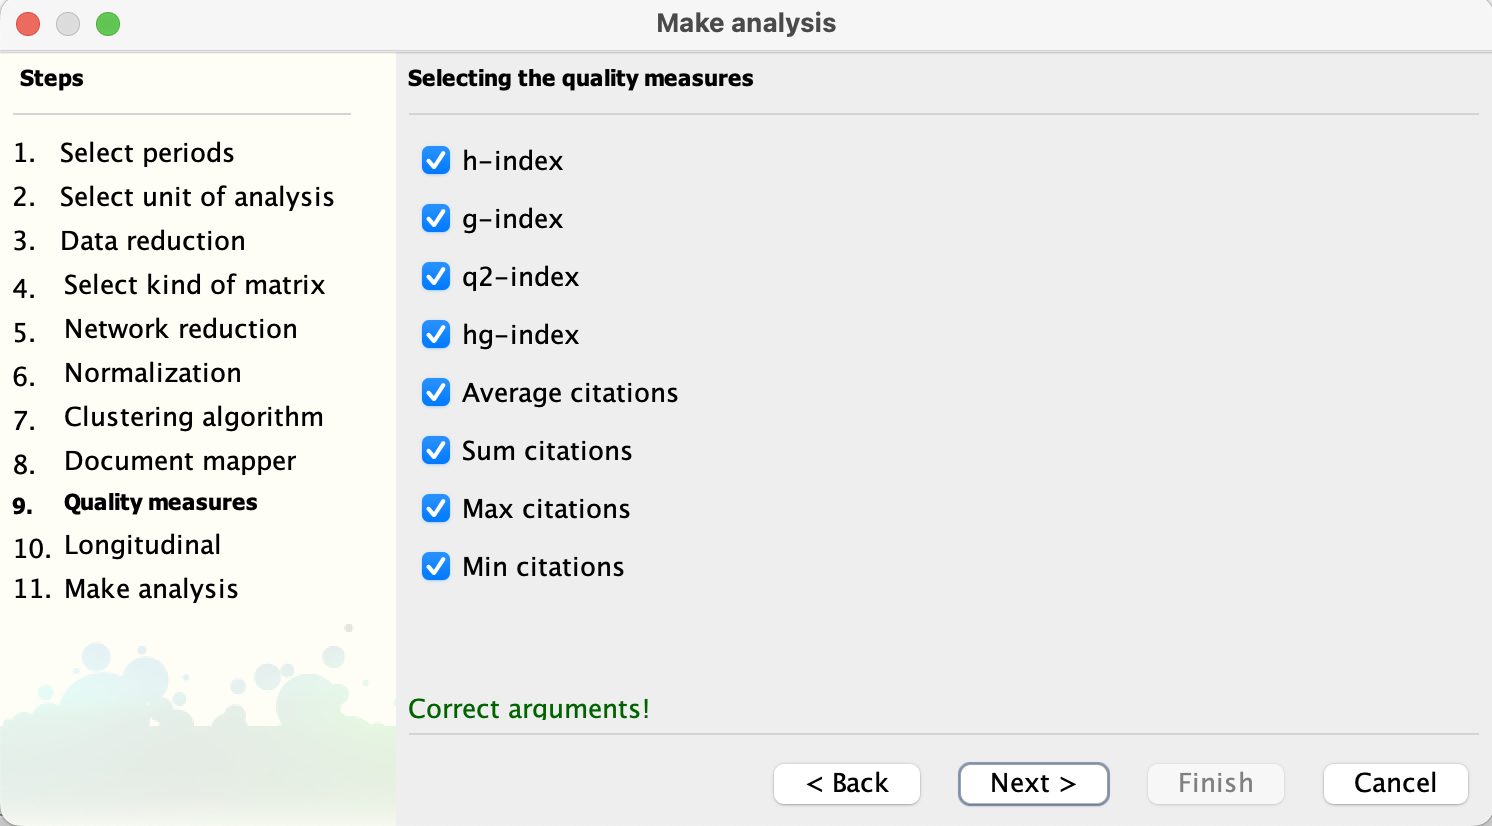 Make analysis
Steps
1. Select periods
2. Select unit of analysis
3. Data reduction
4. Select kind of matrix
5. Network reduction
6. Normalization
7. Clustering algorithm
8. Document mapper
9. Quality measures
10. Longitudinal
11. Make analysis
Selecting the quality measures
h-index
g-index
q2-index
hg-index
Average citations
Sum citations
Max citations
Min citations
Correct arguments!
< Back Next > Finish Cancel